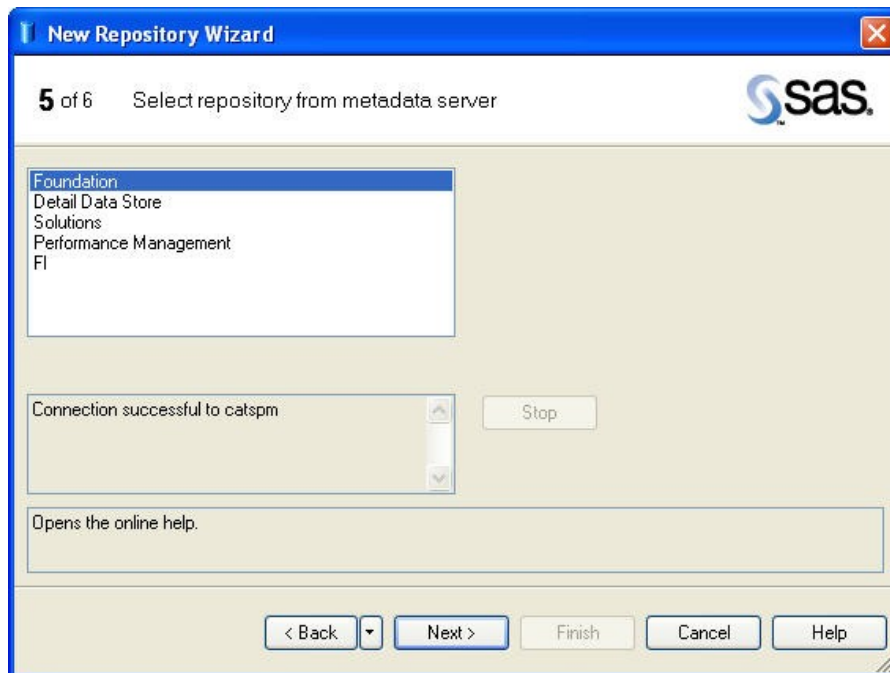 New Repository Wizard
5 of 6 Select repository from metadata server
sas.
TM
Foundation
Detail Data Store
Solutions
Performance Management
FI
Connection successful to catspm
Stop
Opens the online help.
< Back Next > Finish Cancel Help